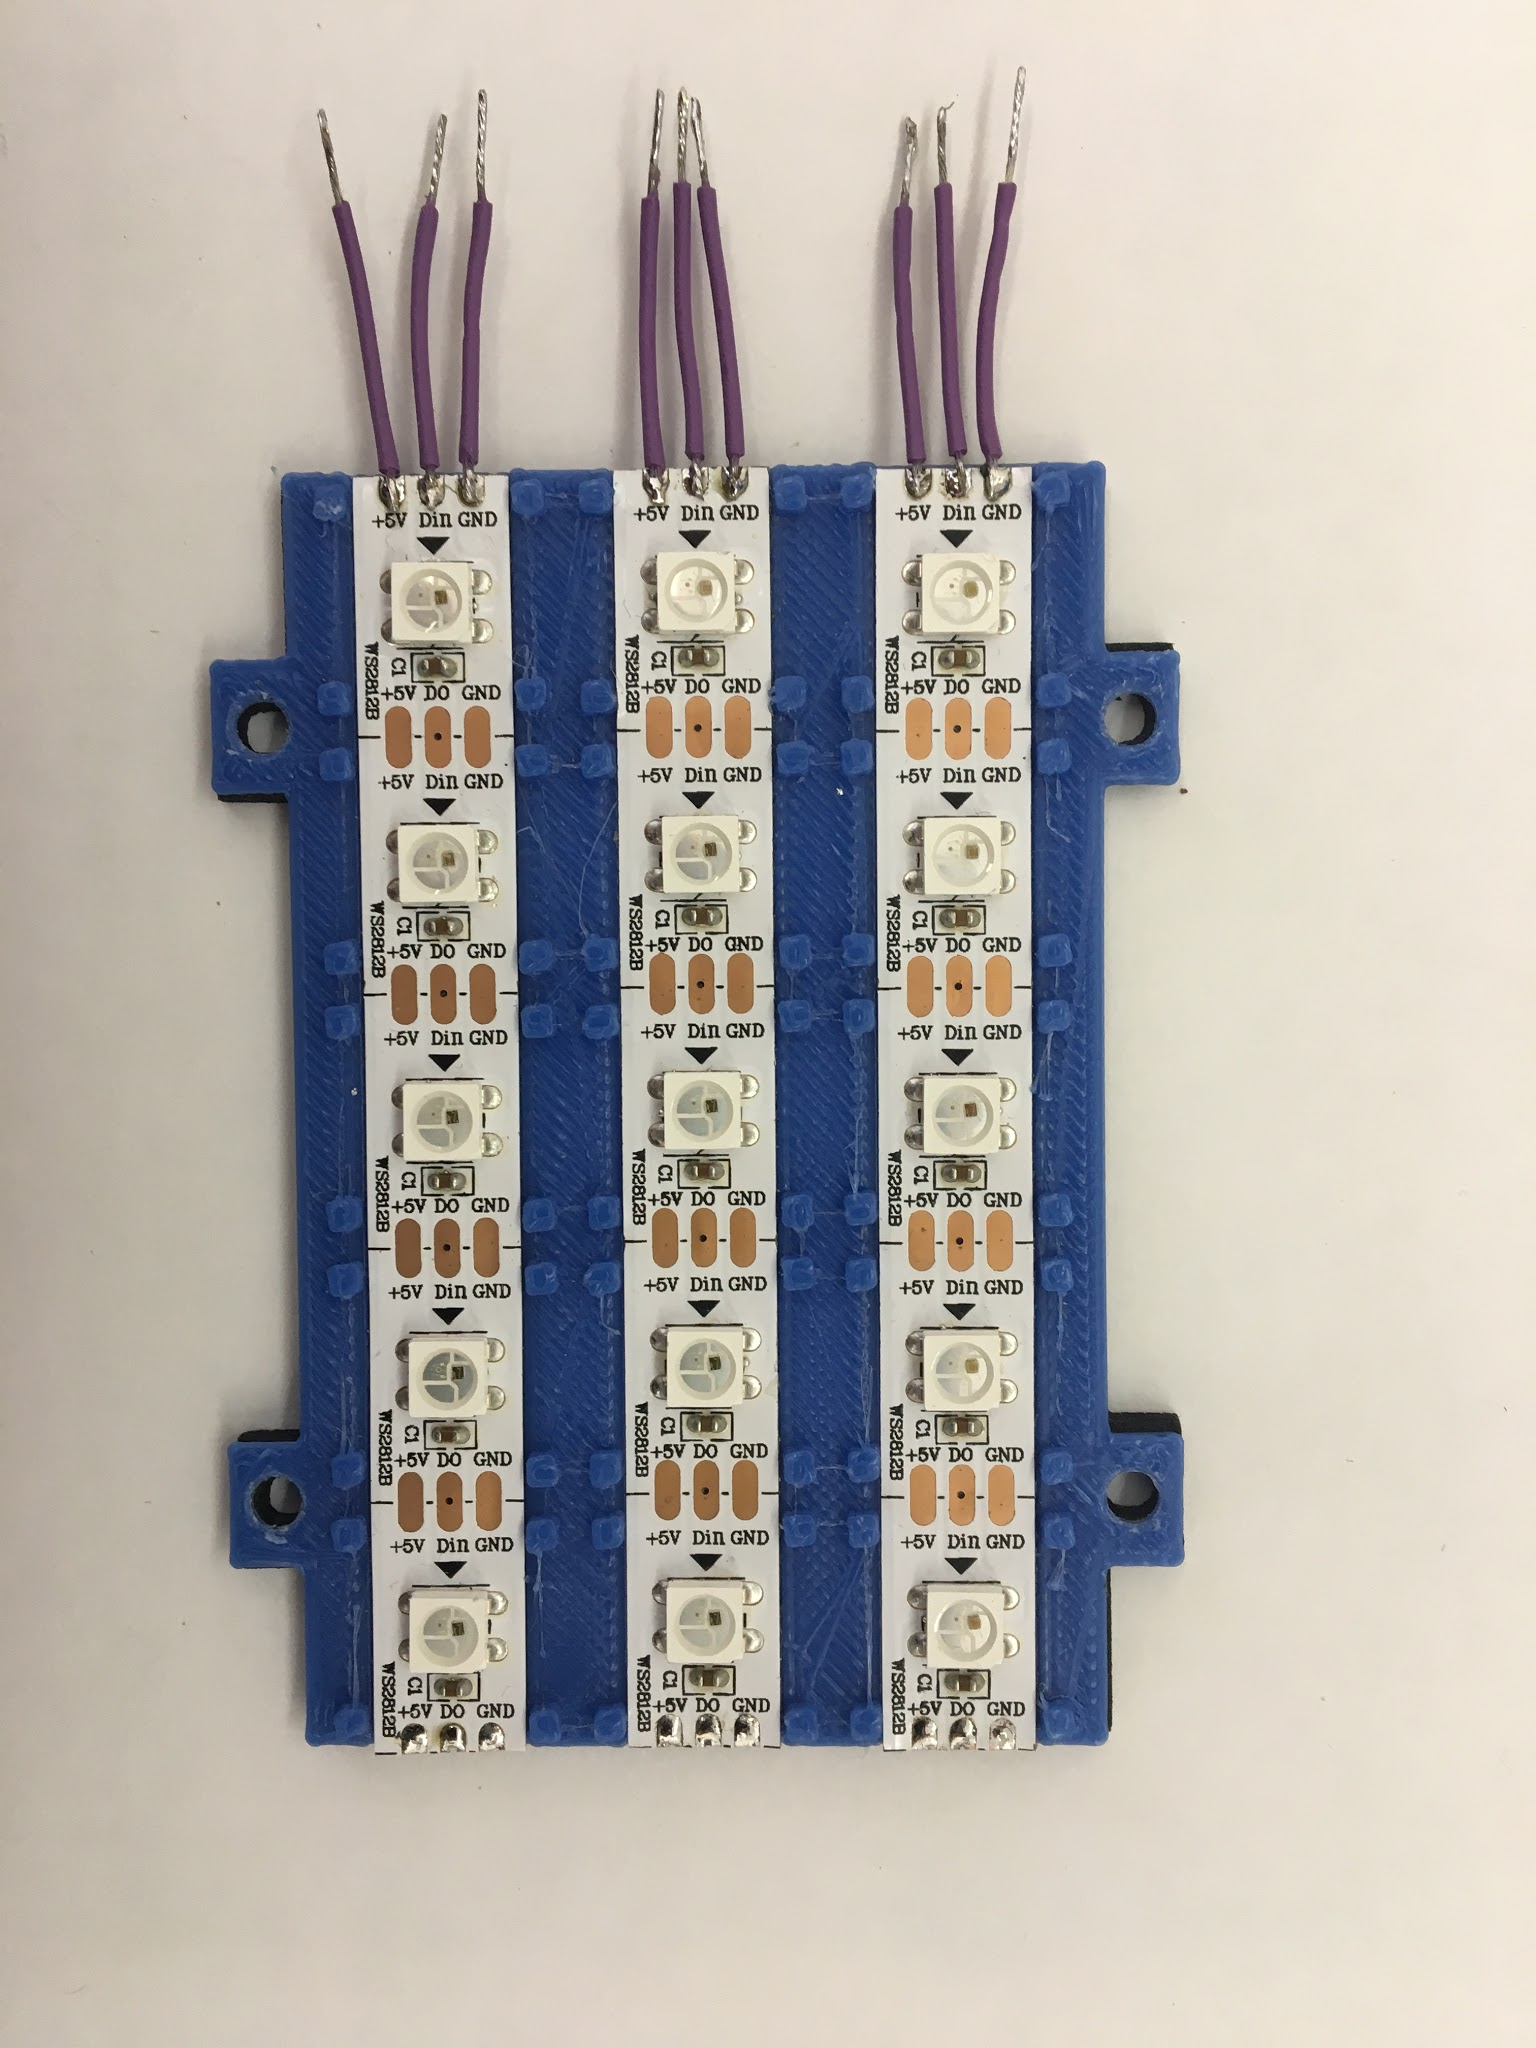 +5V Din GND +5V Din GND +5V Din GND
WS2812B WS2812B WS2812B
C1 C1 C1
+5V DO GND +5V DO GND +5V DO GND
+5V Din GND +5V Din GND +5V Din GND
WS2812B WS2812B WS2812B
C1 C1 C1
+5V DO GND +5V DO GND +5V DO GND
+5V Din GND +5V Din GND +5V Din GND
WS2812B WS2812B WS2812B
C1 C1 C1
+5V DO GND +5V DO GND +5V DO GND
+5V Din GND +5V Din GND +5V Din GND
WS2812B WS2812B WS2812B
C1 C1 C1
+5V DO GND +5V DO GND +5V DO GND
+5V Din GND +5V Din GND +5V Din GND
WS2812B WS2812B WS2812B
C1 C1 C1
+5V DO GND +5V DO GND +5V DO GND